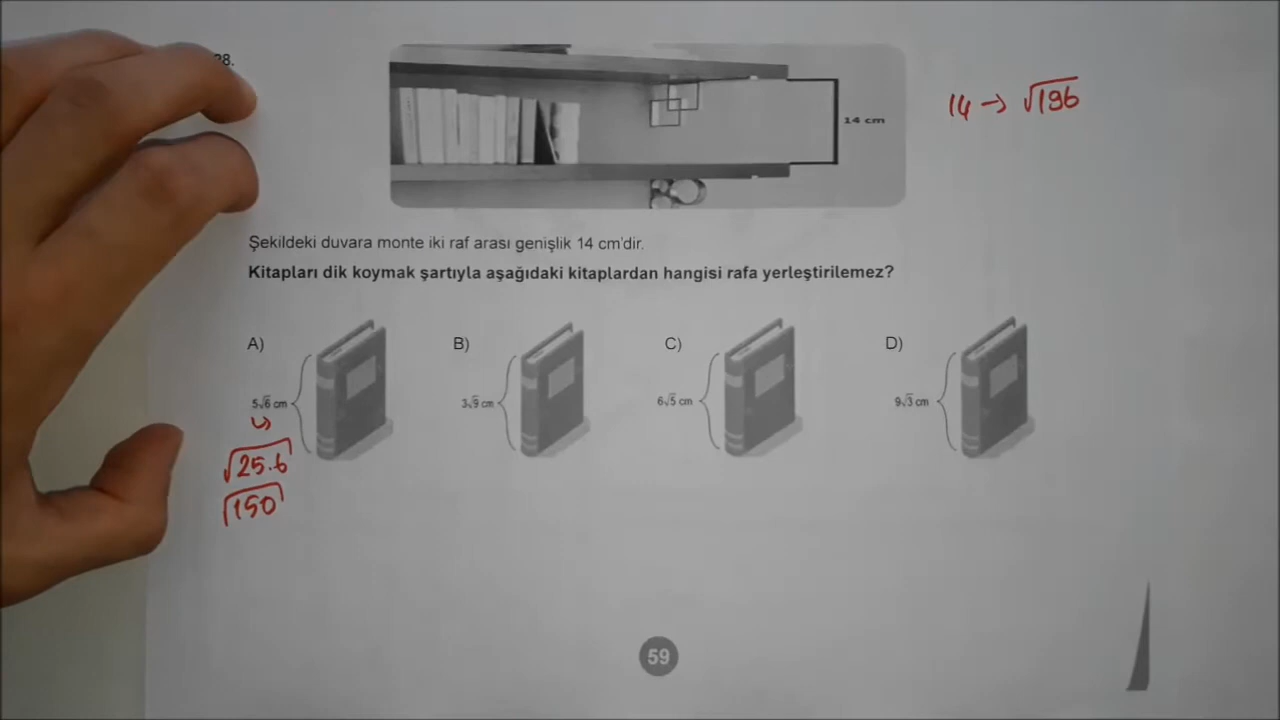 28.
14 cm
14 → √196
Şekildeki duvara monte iki raf arası genişlik 14 cm'dir.
Kitapları dik koymak şartıyla aşağıdaki kitaplardan hangisi rafa yerleştirilemez?
A)
5√6 cm
√25.6
√150
B)
3√9 cm
C)
6√5 cm
D)
9√3 cm
59